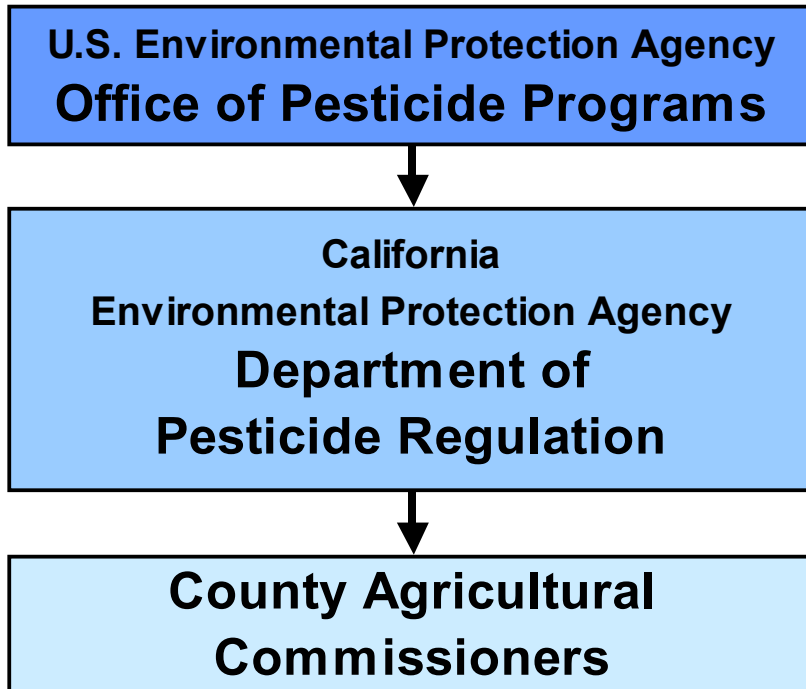 U.S. Environmental Protection Agency
Office of Pesticide Programs
California
Environmental Protection Agency
Department of
Pesticide Regulation
County Agricultural
Commissioners